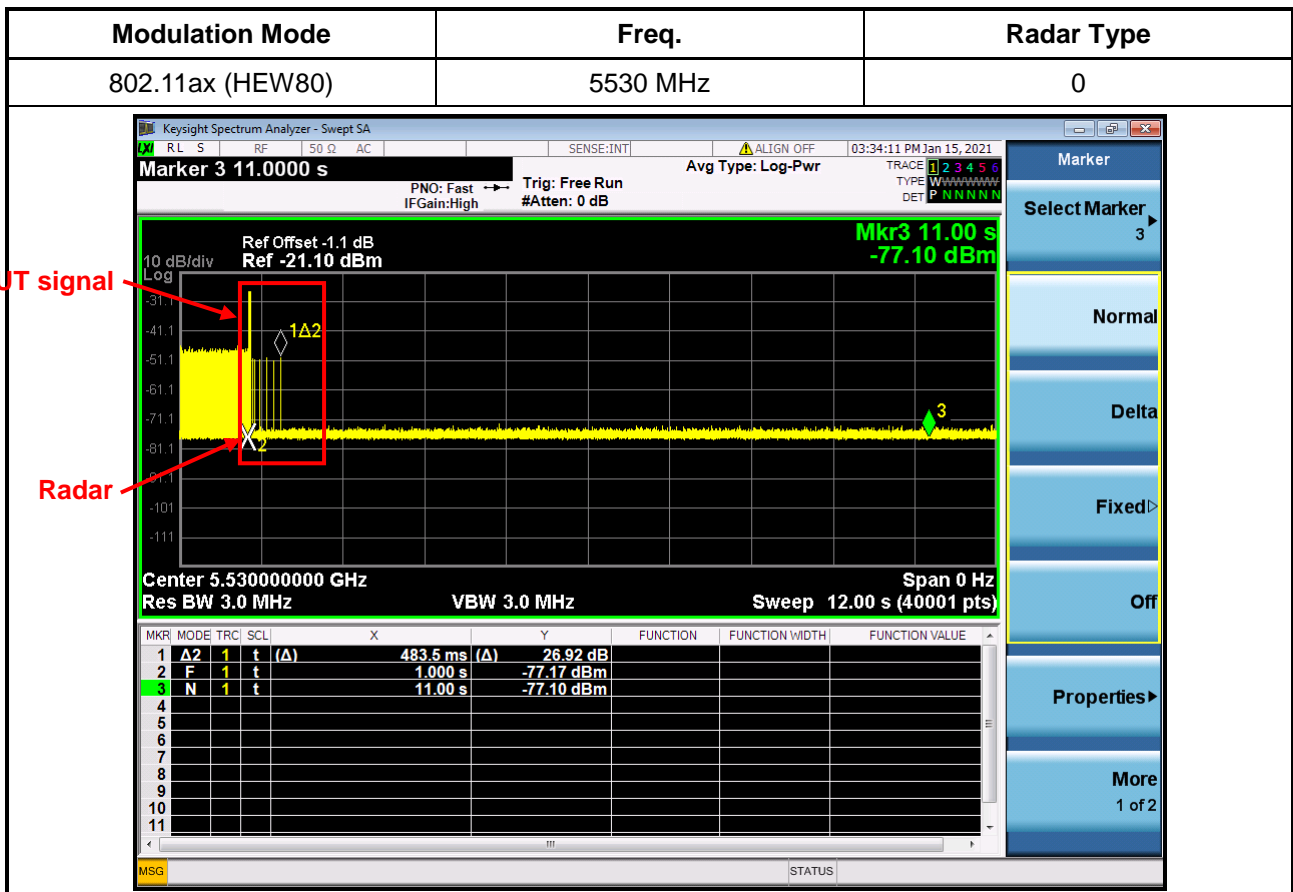 Modulation Mode Freq. Radar Type
802.11ax (HEW80) 5530 MHz 0
Keysight Spectrum Analyzer - Swept SA
LXI RL S RF 50 Ω AC SENSE:INT ALIGN OFF 03:34:11 PM Jan 15, 2021
Marker 3 11.0000 s
Avg Type: Log-Pwr
TRACE 1 2 3 4 5 6
PNO: Fast Trig: Free Run
TYPE WWWWWW
IFGain:High #Atten: 0 dB
DET P N N N N N
Mkr3 11.00 s
-77.10 dBm
Ref Offset -1.1 dB
10 dB/div Ref -21.10 dBm
Log
UT signal
-31.1
-41.1
1Δ2
-51.1
-61.1
-71.1
3
-81.1
2
-91.1
Radar
-101
-111
Center 5.530000000 GHz Span 0 Hz
Res BW 3.0 MHz VBW 3.0 MHz Sweep 12.00 s (40001 pts)
MKR MODE TRC SCL X Y FUNCTION FUNCTION WIDTH FUNCTION VALUE
1 Δ2 1 t (Δ) 483.5 ms (Δ) 26.92 dB
2 F 1 t 1.000 s -77.17 dBm
3 N 1 t 11.00 s -77.10 dBm
4
5
6
7
8
9
10
11
MSG STATUS
Marker
Select Marker
3
Normal
Delta
Fixed
Off
Properties
More
1 of 2